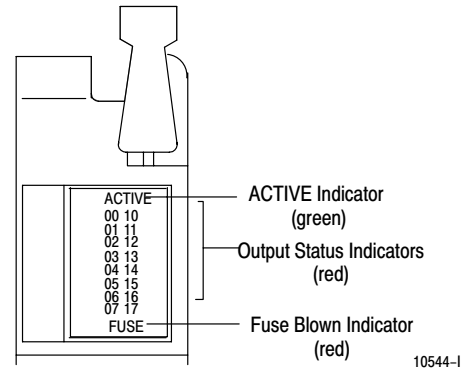 ACTIVE
00 10
01 11
02 12
03 13
04 14
05 15
06 16
07 17
FUSE
ACTIVE Indicator
(green)
Output Status Indicators
(red)
Fuse Blown Indicator
(red)
10544–I